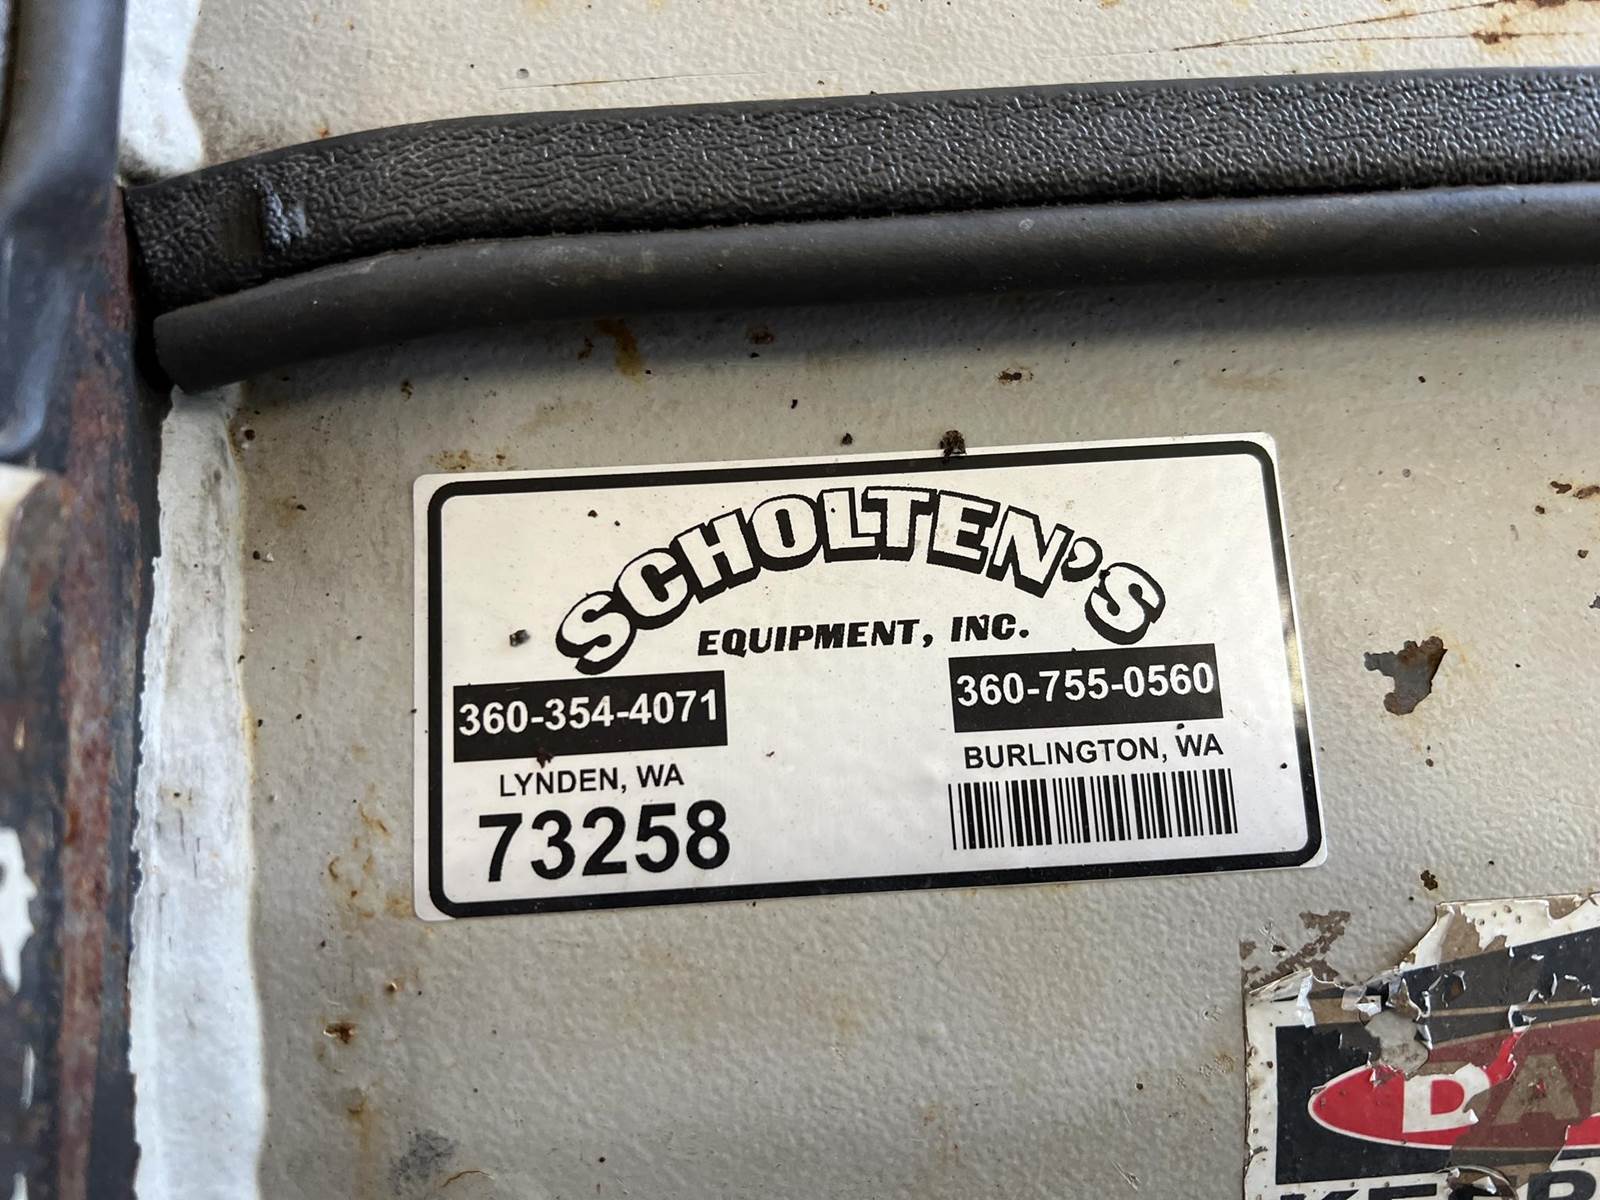 SCHOLTEN'S
EQUIPMENT, INC.
360-354-4071
LYNDEN, WA
73258
360-755-0560
BURLINGTON, WA